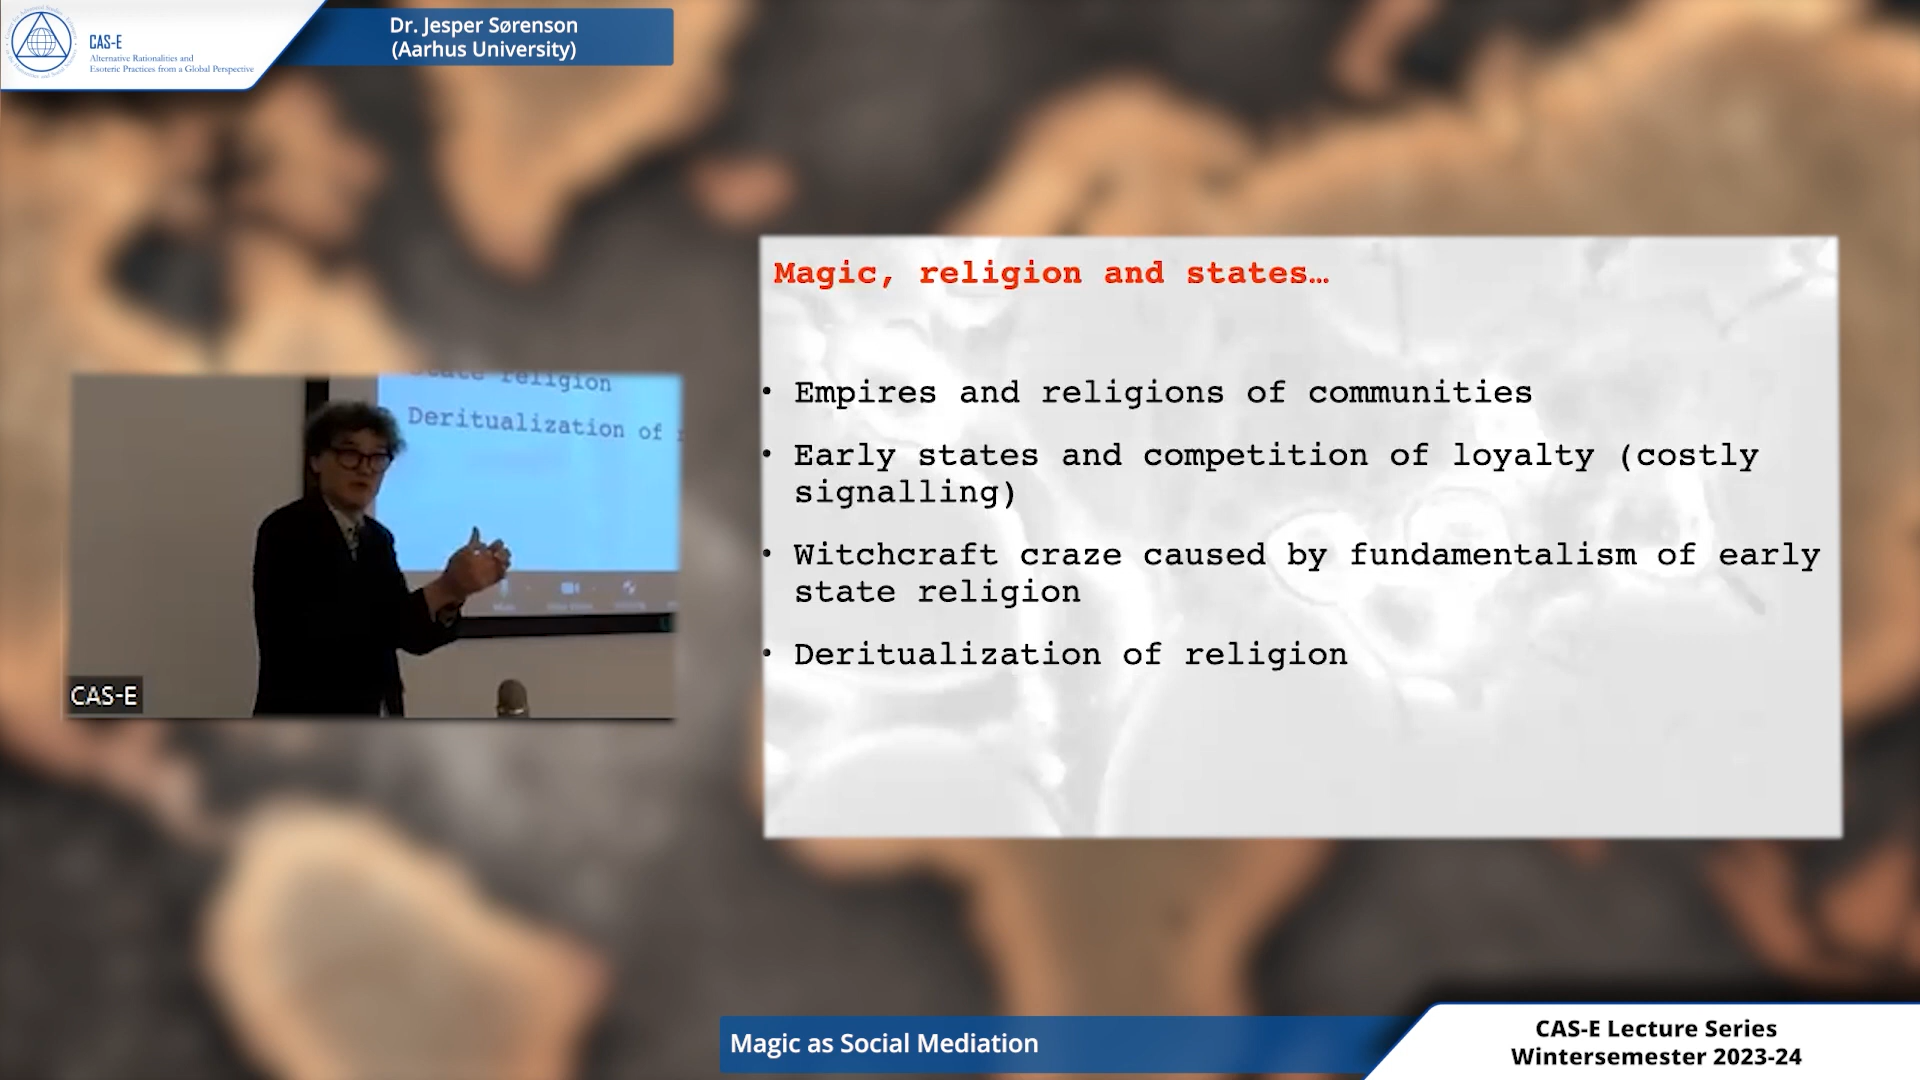 CAS-E
Alternative Rationalities and
Esoteric Practices from a Global Perspective
Dr. Jesper Sørenson
(Aarhus University)
Magic, religion and states…
• Empires and religions of communities
• Early states and competition of loyalty (costly
signalling)
• Witchcraft craze caused by fundamentalism of early
state religion
• Deritualization of religion
state religion
Deritualization of
CAS-E
Magic as Social Mediation
CAS-E Lecture Series
Wintersemester 2023-24